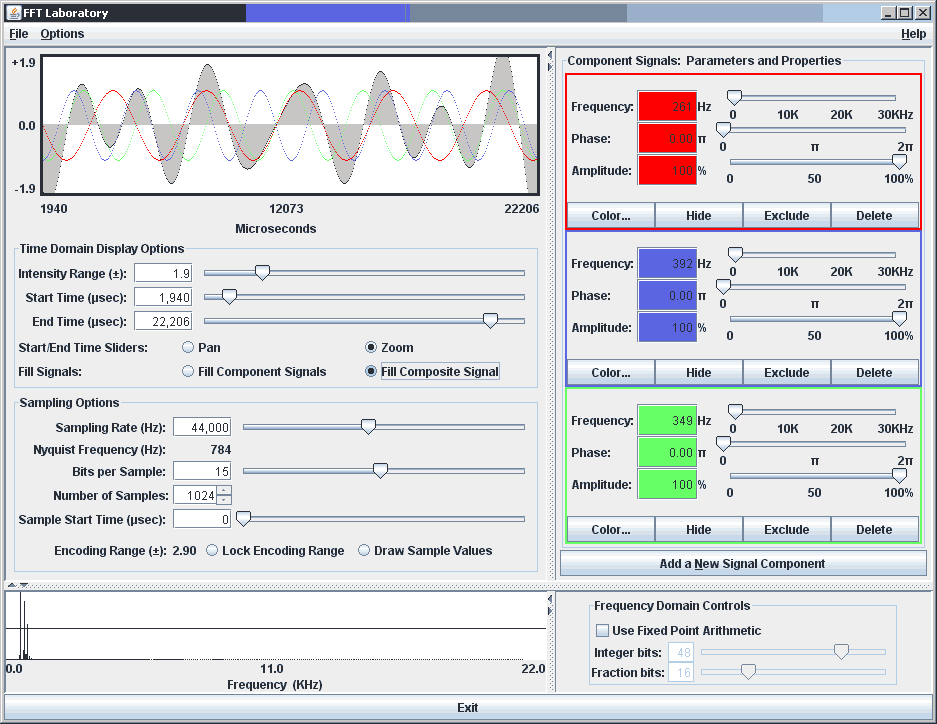 FFT Laboratory
File Options Help
+1.9
0.0
-1.9
1940 12073 22206
Microseconds
Time Domain Display Options
Intensity Range (±): 1.9
Start Time (µsec): 1,940
End Time (µsec): 22,206
Start/End Time Sliders: Pan Zoom
Fill Signals: Fill Component Signals Fill Composite Signal
Sampling Options
Sampling Rate (Hz): 44,000
Nyquist Frequency (Hz): 784
Bits per Sample: 15
Number of Samples: 1024
Sample Start Time (µsec): 0
Encoding Range (±): 2.90 Lock Encoding Range Draw Sample Values
Component Signals: Parameters and Properties
Frequency: 261 Hz
0 10K 20K 30KHz
Phase: 0.00 π
0 π 2π
Amplitude: 100 %
0 50 100%
Color... Hide Exclude Delete
Frequency: 392 Hz
0 10K 20K 30KHz
Phase: 0.00 π
0 π 2π
Amplitude: 100 %
0 50 100%
Color... Hide Exclude Delete
Frequency: 349 Hz
0 10K 20K 30KHz
Phase: 0.00 π
0 π 2π
Amplitude: 100 %
0 50 100%
Color... Hide Exclude Delete
Add a New Signal Component
0.0 11.0 22.0
Frequency (KHz)
Frequency Domain Controls
Use Fixed Point Arithmetic
Integer bits: 48
Fraction bits: 16
Exit